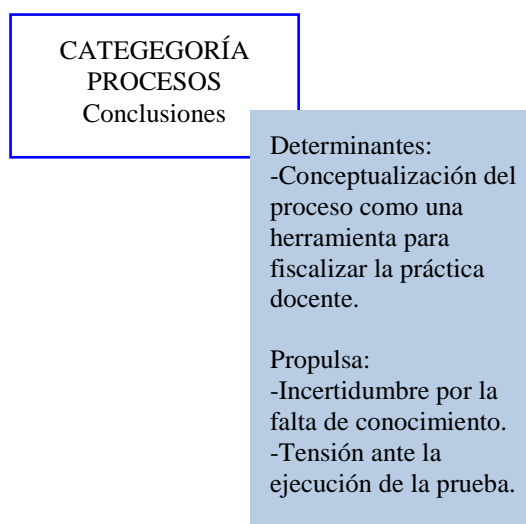 CATEGEGORÍA
PROCESOS
Conclusiones
Determinantes:
-Conceptualización del
proceso como una
herramienta para
fiscalizar la práctica
docente.
Propulsa:
-Incertidumbre por la
falta de conocimiento.
-Tensión ante la
ejecución de la prueba.